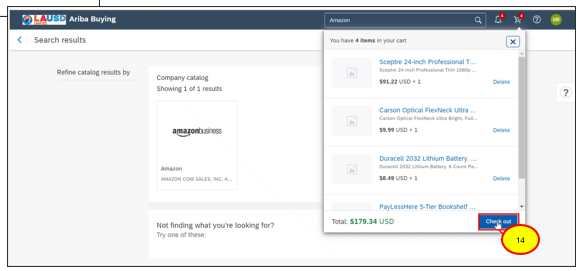 LAUSD Ariba Buying
Amazon
Search results
You have 4 items in your cart
Refine catalog results by
Company catalog
Showing 1 of 1 results
amazonbusiness
Amazon
AMAZON.COM SALES, INC. A...
Sceptre 24-inch Professional T...
Sceptre 24-inch Professional Thin 1080p ...
$91.22 USD × 1
Delete
Carson Optical FlexNeck Ultra ...
Carson Optical FlexNeck Ultra Bright, Full...
$9.99 USD × 1
Delete
Duracell 2032 Lithium Battery. ...
Duracell 2032 Lithium Battery. 6 Count Pa...
$8.49 USD × 1
Delete
PayLessHere 5-Tier Bookshelf ...
Total: $179.34 USD
Check out
14
Not finding what you're looking for?
Try one of these:
?